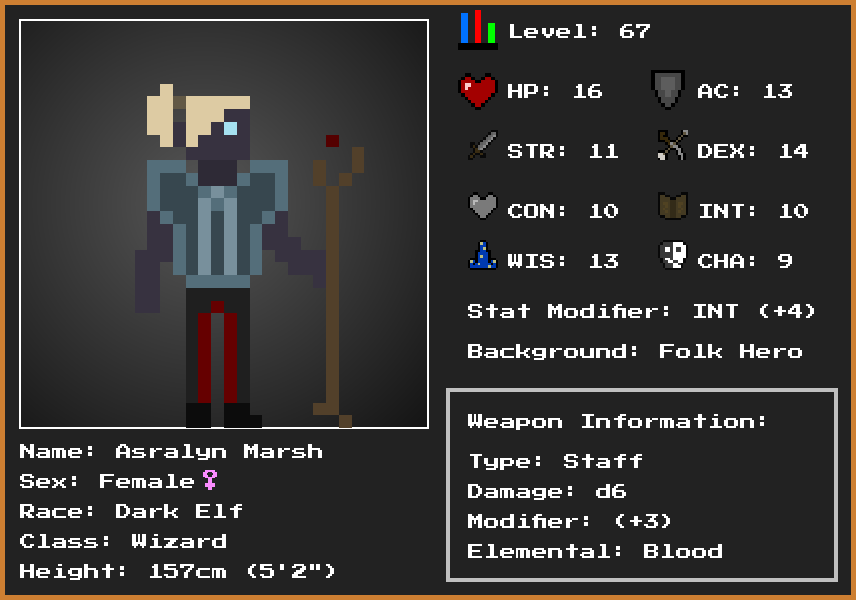 Level: 67
HP: 16 AC: 13
STR: 11 DEX: 14
CON: 10 INT: 10
WIS: 13 CHA: 9
Stat Modifier: INT (+4)
Background: Folk Hero
Weapon Information:
Type: Staff
Damage: d6
Modifier: (+3)
Elemental: Blood
Name: Asralyn Marsh
Sex: Female♀
Race: Dark Elf
Class: Wizard
Height: 157cm (5'2")